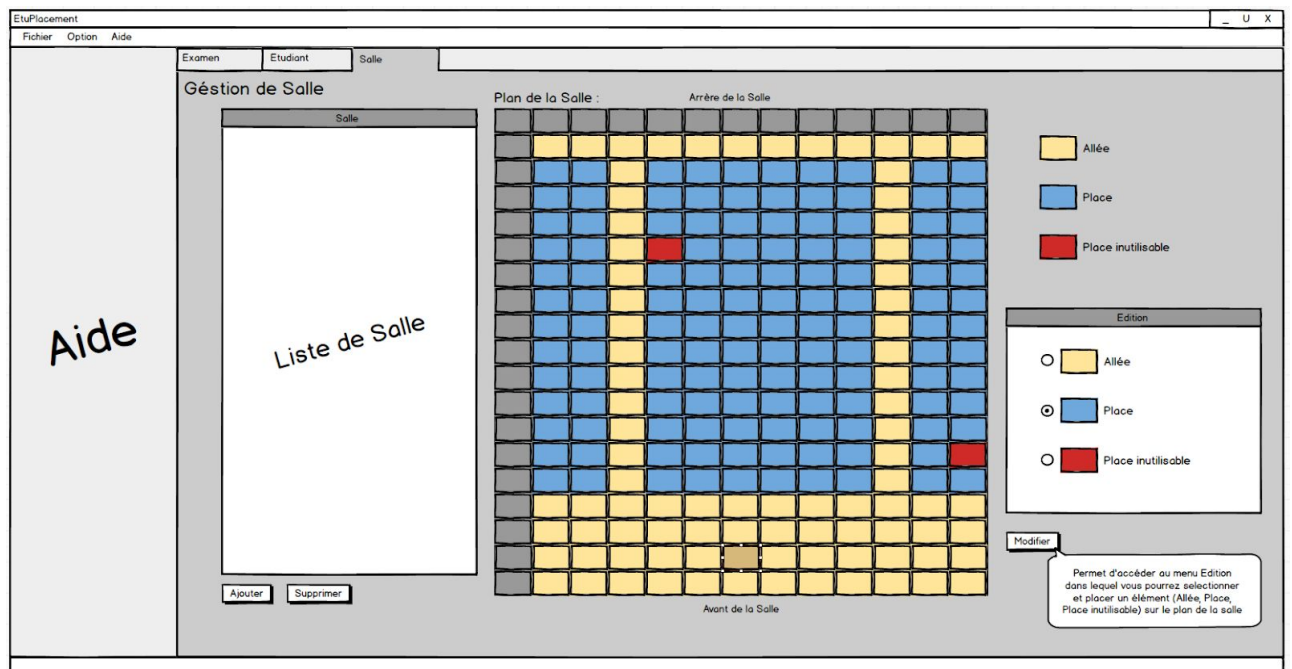 EtuPlacement
_ U X
Fichier Option Aide
Examen Etudiant Salle
Géstion de Salle
Plan de la Salle :
Arrère de la Salle
Salle
Allée
Place
Place inutilisable
Aide
Liste de Salle
Edition
Allée
Place
Place inutilisable
Modifier
Permet d'accéder au menu Edition
dans lequel vous pourrez selectionner
et placer un élément (Allée, Place,
Place inutilisable) sur le plan de la salle
Ajouter Supprimer
Avant de la Salle